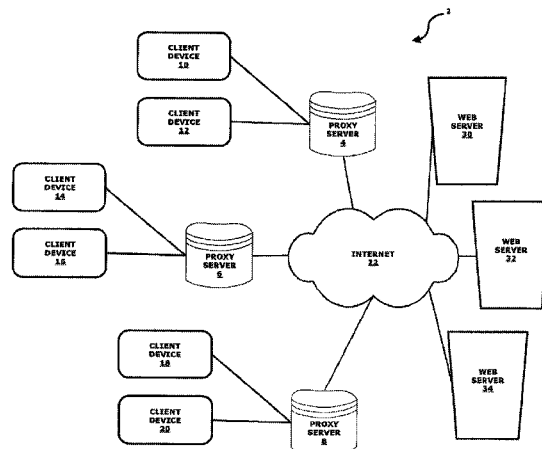 2
CLIENT
DEVICE
10
CLIENT
DEVICE
12
PROXY
SERVER
4
WEB
SERVER
30
CLIENT
DEVICE
14
CLIENT
DEVICE
16
PROXY
SERVER
6
INTERNET
22
WEB
SERVER
32
CLIENT
DEVICE
18
CLIENT
DEVICE
20
PROXY
SERVER
8
WEB
SERVER
34